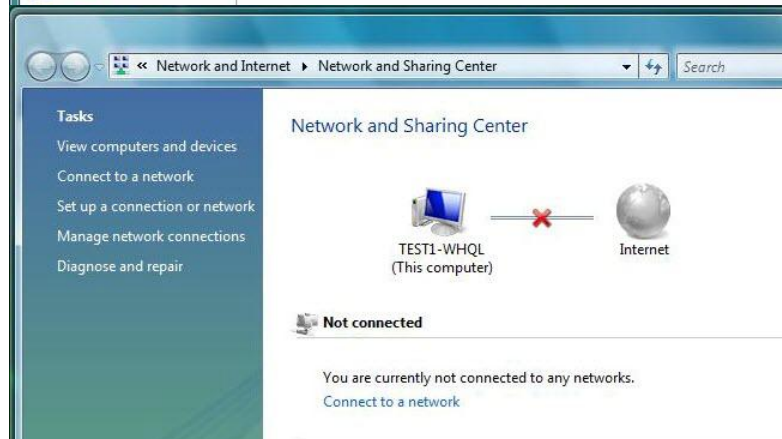 « Network and Internet ▸ Network and Sharing Center
Search
Tasks
View computers and devices
Connect to a network
Set up a connection or network
Manage network connections
Diagnose and repair
Network and Sharing Center
TEST1-WHQL
(This computer)
Internet
Not connected
You are currently not connected to any networks.
Connect to a network